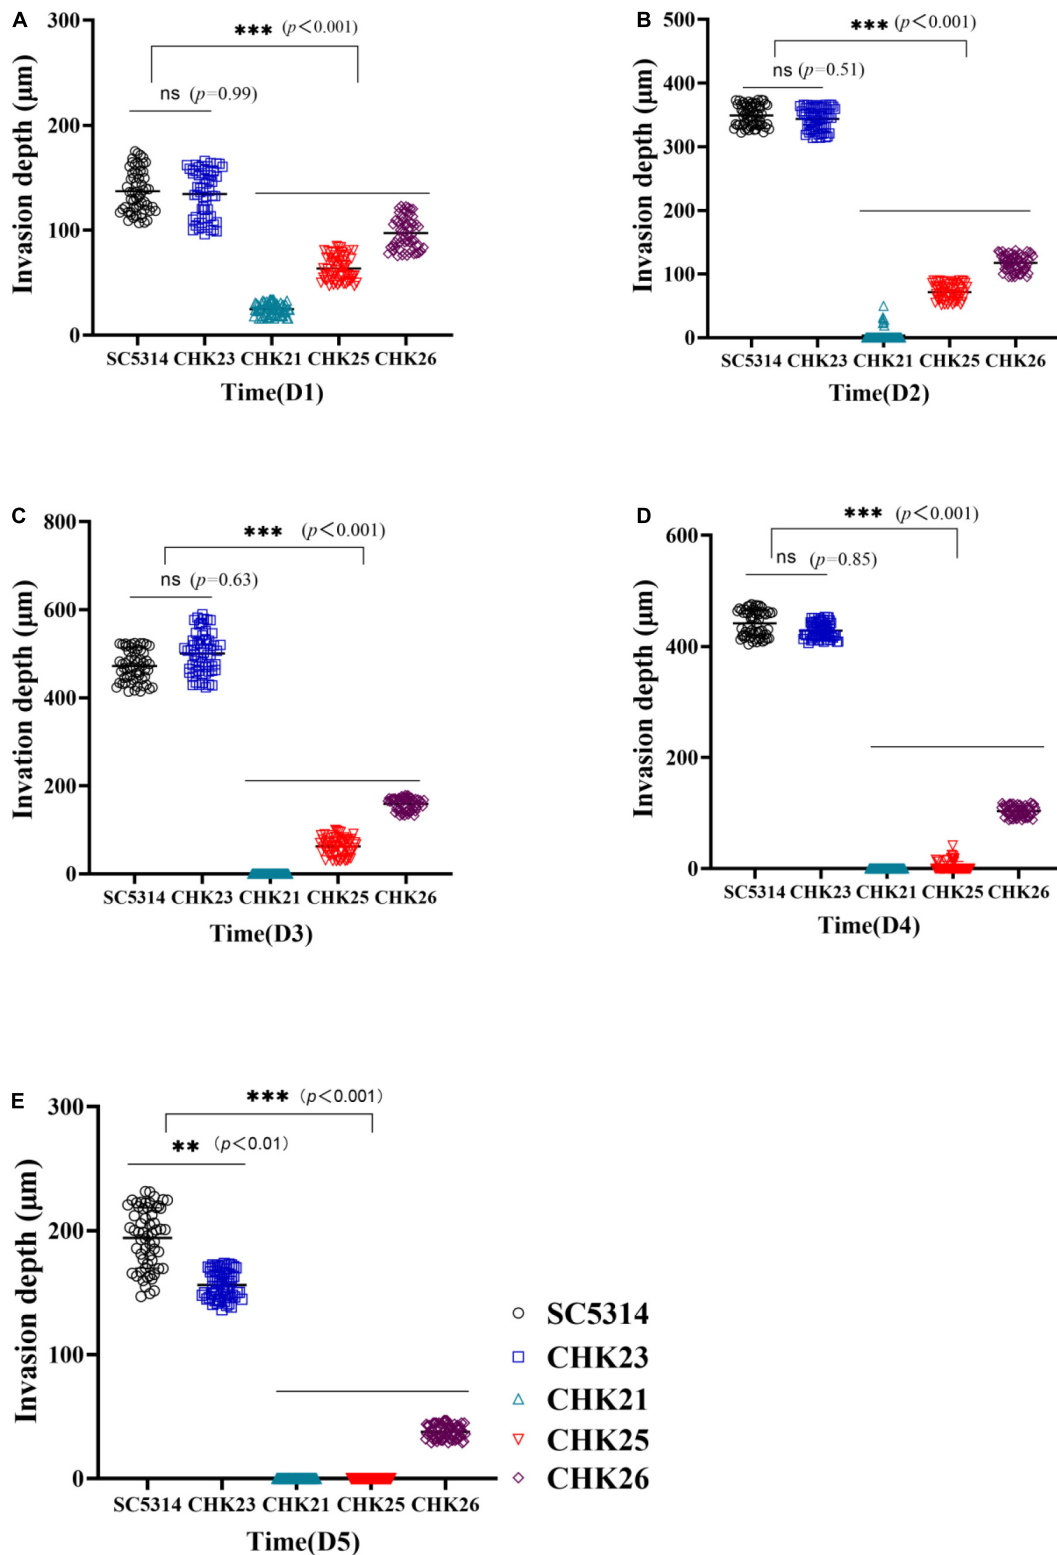 A
300
200
100
0
Invasion depth (μm)
*** (p<0.001)
ns (p=0.99)
SC5314 CHK23 CHK21 CHK25 CHK26
Time(D1)
B
500
400
300
200
100
0
Invasion depth (μm)
*** (p<0.001)
ns (p=0.51)
SC5314 CHK23 CHK21 CHK25 CHK26
Time(D2)
C
800
600
400
200
0
Invation depth (μm)
*** (p<0.001)
ns (p=0.63)
SC5314 CHK23 CHK21 CHK25 CHK26
Time(D3)
D
600
400
200
0
Invasion depth (μm)
*** (p<0.001)
ns (p=0.85)
SC5314 CHK23 CHK21 CHK25 CHK26
Time(D4)
E
300
200
100
0
Invasion depth (μm)
*** (p<0.001)
** (p<0.01)
SC5314 CHK23 CHK21 CHK25 CHK26
Time(D5)
SC5314
CHK23
CHK21
CHK25
CHK26